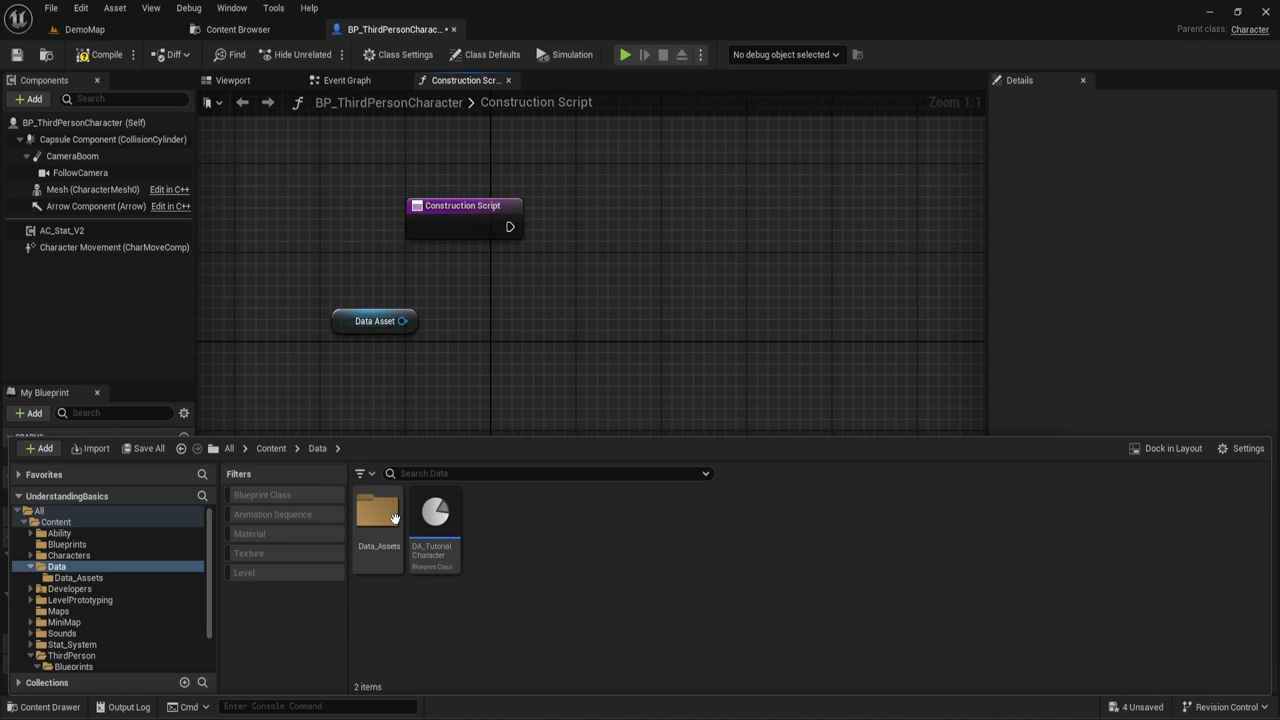 File Edit Asset View Debug Window Tools Help
DemoMap Content Browser BP_ThirdPersonCharac... •
Parent class: Character
Compile Diff Find Hide Unrelated Class Settings Class Defaults Simulation No debug object selected
Components
Add Search
BP_ThirdPersonCharacter (Self)
Capsule Component (CollisionCylinder)
CameraBoom
FollowCamera
Mesh (CharacterMesh0) Edit in C++
Arrow Component (Arrow) Edit in C++
AC_Stat_V2
Character Movement (CharMoveComp)
My Blueprint
Add Search
Viewport Event Graph Construction Scr...
BP_ThirdPersonCharacter > Construction Script
Zoom 1:1
Construction Script
Data Asset
Details
Add Import Save All All Content Data
Dock in Layout Settings
Favorites
UnderstandingBasics
All
Content
Ability
Blueprints
Characters
Data
Data_Assets
Developers
LevelPrototyping
Maps
MiniMap
Sounds
Stat_System
ThirdPerson
Blueprints
Collections
Filters
Blueprint Class
Animation Sequence
Material
Texture
Level
Search Data
Data_Assets
DA_Tutorial
Character
Blueprint Class
2 items
Content Drawer Output Log Cmd Enter Console Command 4 Unsaved Revision Control